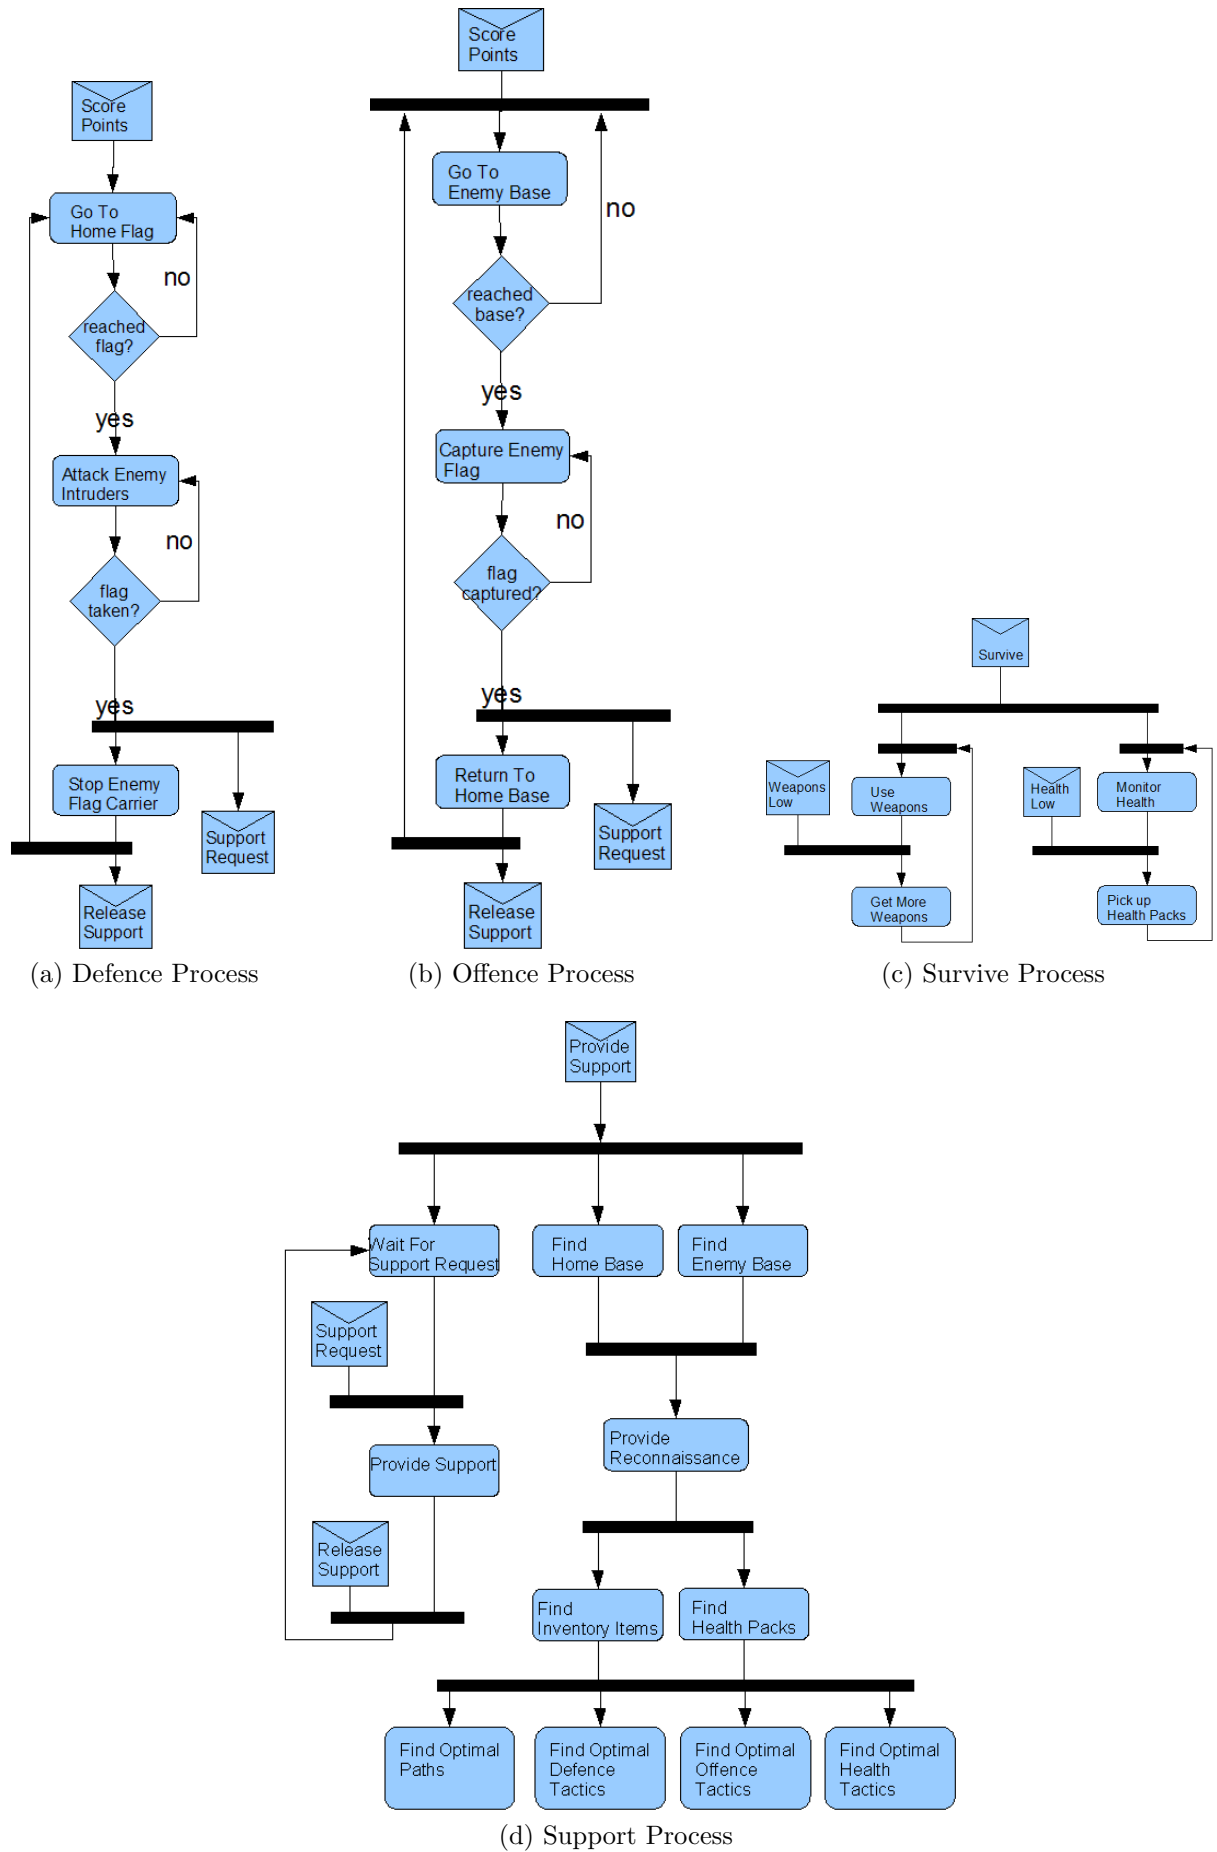 Score
Points
Go To
Home Flag
no
reached
flag?
yes
Attack Enemy
Intruders
no
flag
taken?
yes
Stop Enemy
Flag Carrier
Support
Request
Release
Support
(a) Defence Process
Score
Points
Go To
Enemy Base
no
reached
base?
yes
Capture Enemy
Flag
no
flag
captured?
yes
Return To
Home Base
Support
Request
Release
Support
(b) Offence Process
Survive
Weapons
Low
Use
Weapons
Health
Low
Monitor
Health
Get More
Weapons
Pick up
Health Packs
(c) Survive Process
Provide
Support
Wait For
Support Request
Find
Home Base
Find
Enemy Base
Support
Request
Provide
Reconnaissance
Provide Support
Release
Support
Find
Inventory Items
Find
Health Packs
Find Optimal
Paths
Find Optimal
Defence
Tactics
Find Optimal
Offence
Tactics
Find Optimal
Health
Tactics
(d) Support Process